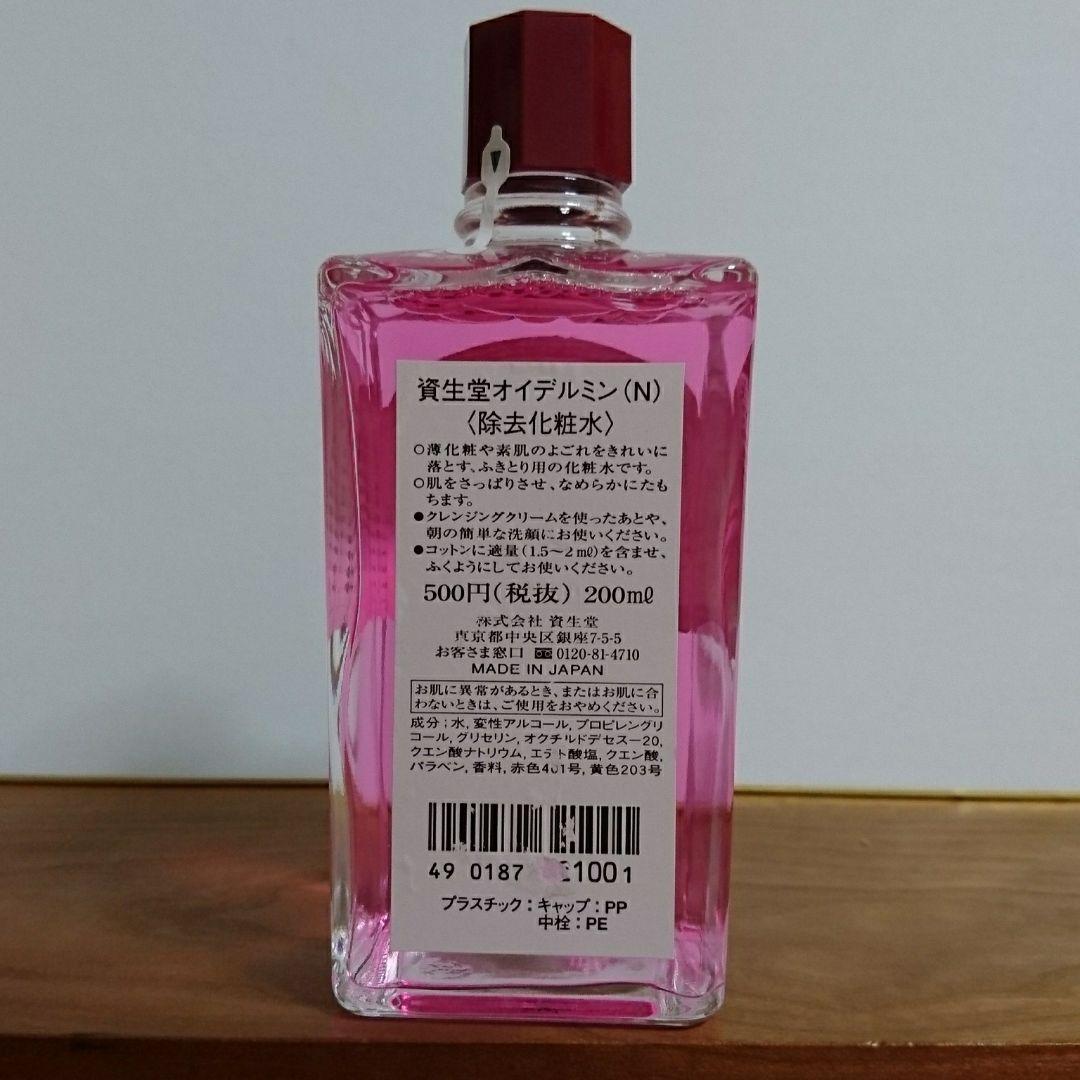 資生堂オイデルミン(N)
〈除去化粧水〉
○薄化粧や素肌のよごれをきれいに
落とす、ふきとり用の化粧水です。
○肌をさっぱりさせ、なめらかにたも
ちます。
●クレンジングクリームを使ったあとや、
朝の簡単な洗顔にお使いください。
●コットンに適量(1.5〜2㎖)を含ませ、
ふくようにしてお使いください。
500円(税抜) 200㎖
株式会社 資生堂
東京都中央区銀座7-5-5
お客さま窓口 0120-81-4710
MADE IN JAPAN
お肌に異常があるとき、またはお肌に合
わないときは、ご使用をおやめください。
成分;水,変性アルコール,プロピレングリ
コール,グリセリン,オクチルドデセス-20,
クエン酸ナトリウム,エデト酸塩,クエン酸,
パラベン,香料,赤色401号,黄色203号
49 0187 1001
プラスチック:キャップ:PP
中栓:PE